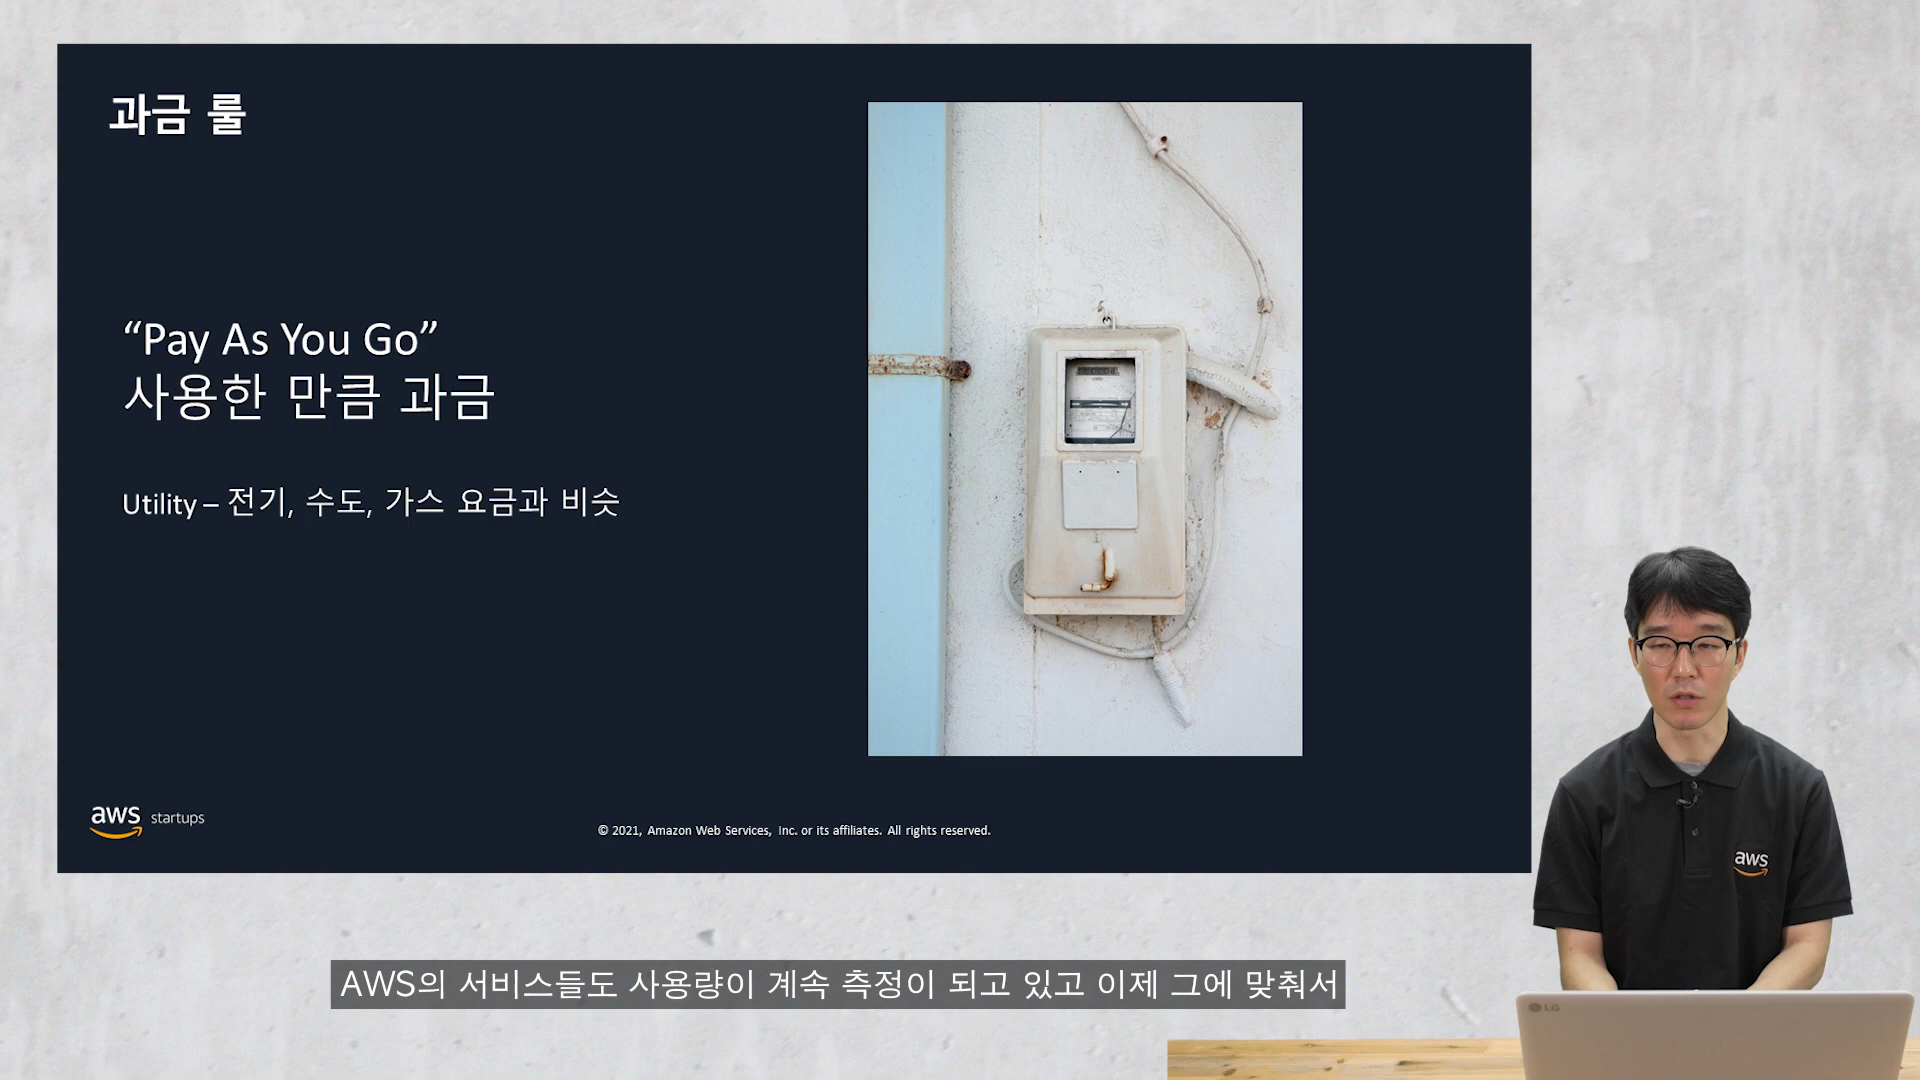 과금 룰
“Pay As You Go”
사용한 만큼 과금
Utility – 전기, 수도, 가스 요금과 비슷
aws startups
© 2021, Amazon Web Services, Inc. or its affiliates. All rights reserved.
aws
AWS의 서비스들도 사용량이 계속 측정이 되고 있고 이제 그에 맞춰서
LG